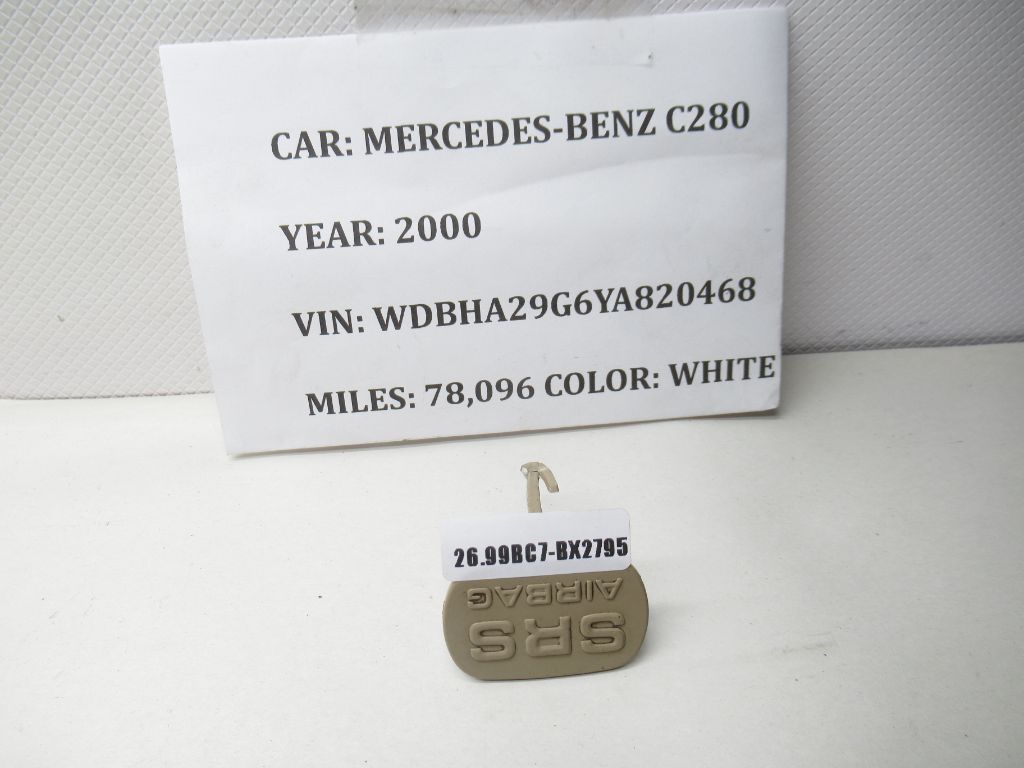 CAR: MERCEDES-BENZ C280
YEAR: 2000
VIN: WDBHA29G6YA820468
MILES: 78,096 COLOR: WHITE
26.99BC7-BX2795
SRS
AIRBAG